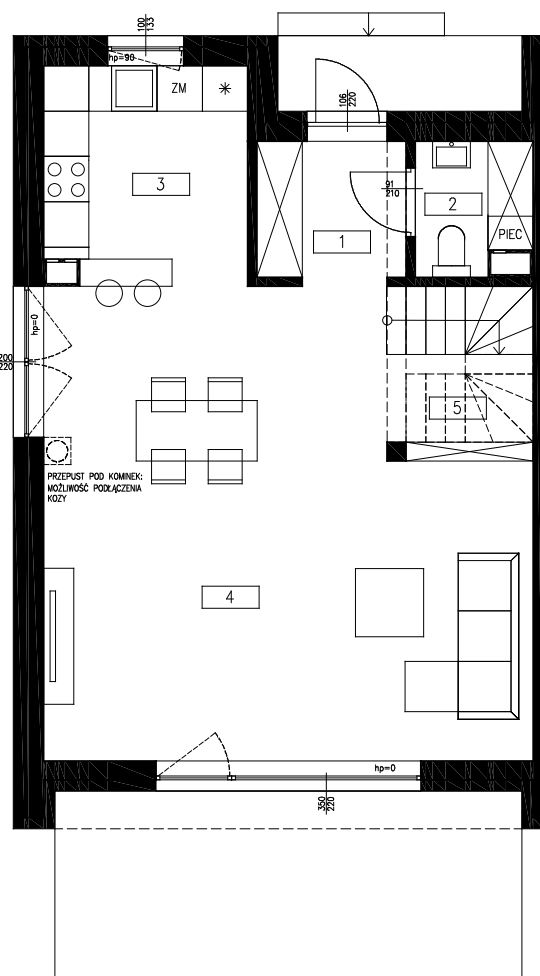 100
133
hp=90
ZM
106
220
3
91
210
2
1
PIEC
hp=0
200
220
5
PRZEPUST POD KOMINEK:
MOŻLIWOŚĆ PODŁĄCZENIA
KOZY
4
hp=0
350
220